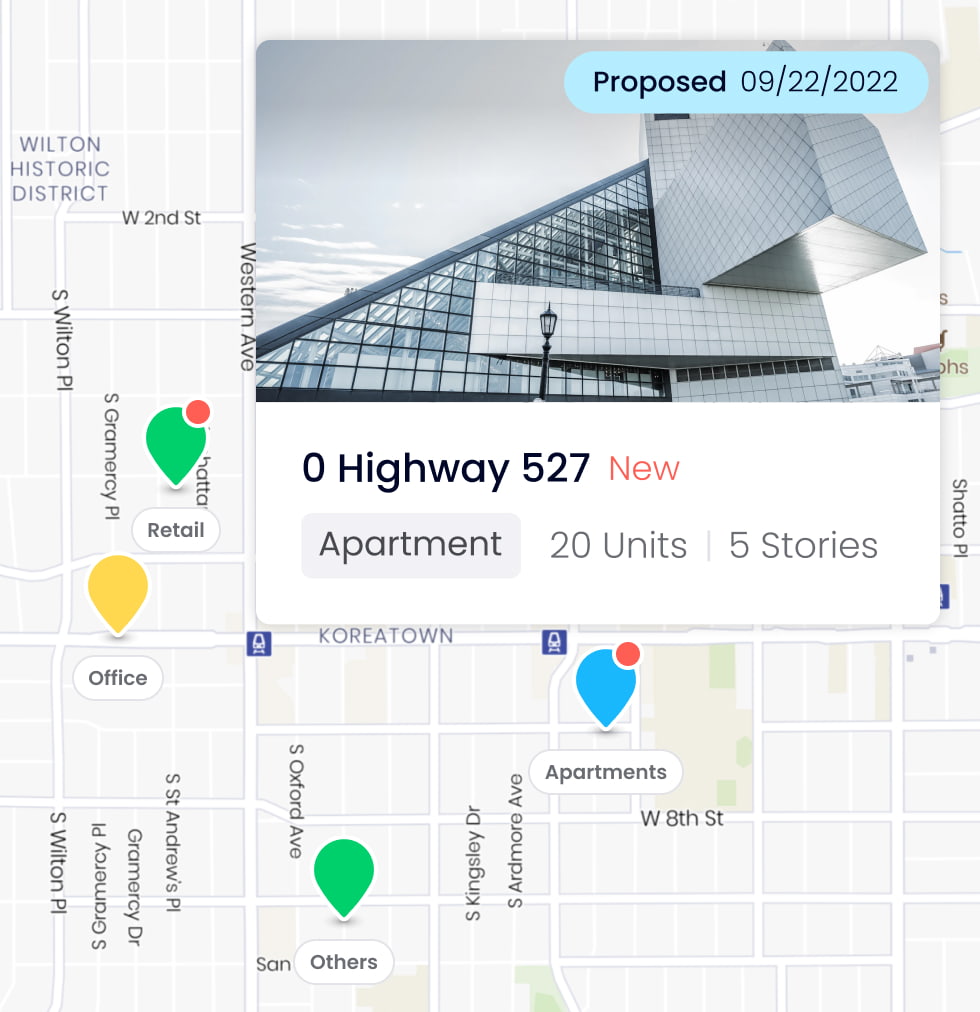 Proposed 09/22/2022
WILTON
HISTORIC
DISTRICT
W 2nd St
Western Ave
S Wilton Pl
S Gramercy Pl
Retail
0 Highway 527 New
Apartment 20 Units | 5 Stories
Shatto Pl
KOREATOWN
Office
Apartments
W 8th St
S Oxford Ave
S St Andrew's Pl
S Kingsley Dr
S Ardmore Ave
S Wilton Pl
S Gramercy Pl
Gramercy Dr
San
Others